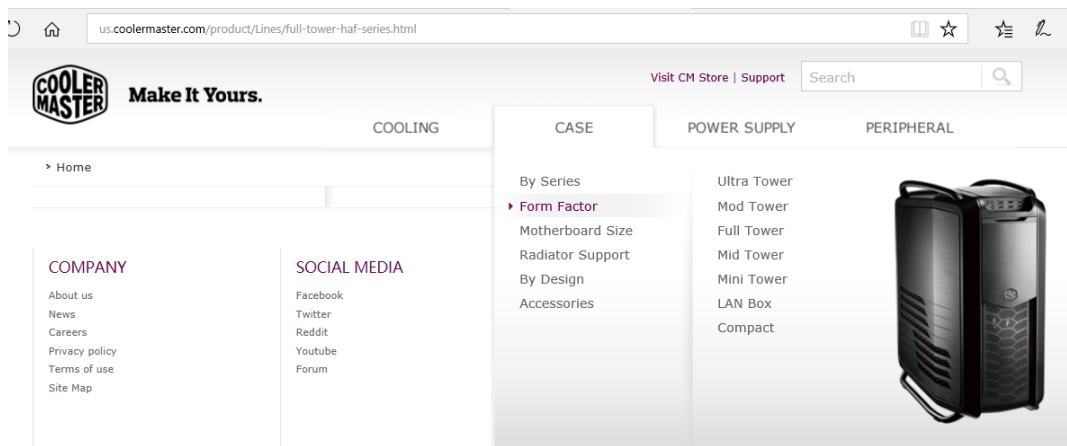 us.coolermaster.com/product/Lines/full-tower-haf-series.html
COOLER
MASTER
Make It Yours.
Visit CM Store | Support
Search
COOLING
CASE
POWER SUPPLY
PERIPHERAL
Home
By Series
Form Factor
Motherboard Size
Radiator Support
By Design
Accessories
Ultra Tower
Mod Tower
Full Tower
Mid Tower
Mini Tower
LAN Box
Compact
COMPANY
About us
News
Careers
Privacy policy
Terms of use
Site Map
SOCIAL MEDIA
Facebook
Twitter
Reddit
Youtube
Forum